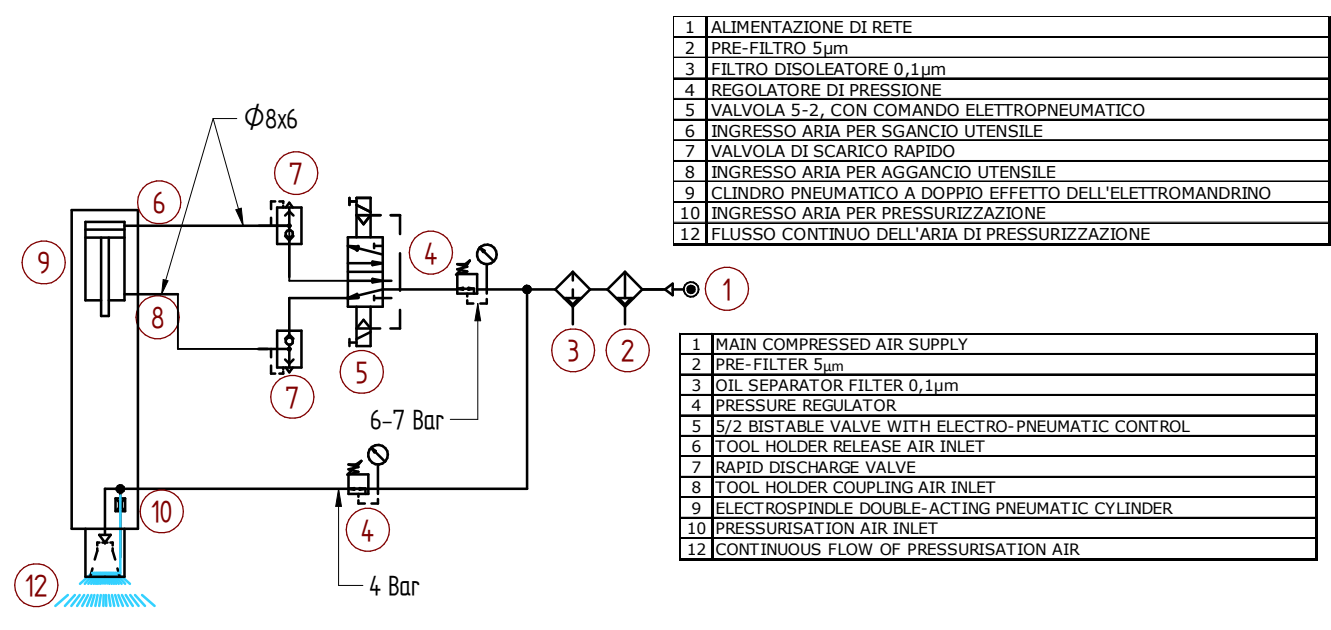 1 ALIMENTAZIONE DI RETE
2 PRE-FILTRO 5µm
3 FILTRO DISOLEATORE 0,1µm
4 REGOLATORE DI PRESSIONE
5 VALVOLA 5-2, CON COMANDO ELETTROPNEUMATICO
6 INGRESSO ARIA PER SGANCIO UTENSILE
7 VALVOLA DI SCARICO RAPIDO
8 INGRESSO ARIA PER AGGANCIO UTENSILE
9 CLINDRO PNEUMATICO A DOPPIO EFFETTO DELL'ELETTROMANDRINO
10 INGRESSO ARIA PER PRESSURIZZAZIONE
12 FLUSSO CONTINUO DELL'ARIA DI PRESSURIZZAZIONE
Φ8x6
7
6
4
9
1
8
3
2
5
7
6-7 Bar
10
4
12
4 Bar
1 MAIN COMPRESSED AIR SUPPLY
2 PRE-FILTER 5µm
3 OIL SEPARATOR FILTER 0,1µm
4 PRESSURE REGULATOR
5 5/2 BISTABLE VALVE WITH ELECTRO-PNEUMATIC CONTROL
6 TOOL HOLDER RELEASE AIR INLET
7 RAPID DISCHARGE VALVE
8 TOOL HOLDER COUPLING AIR INLET
9 ELECTROSPINDLE DOUBLE-ACTING PNEUMATIC CYLINDER
10 PRESSURISATION AIR INLET
12 CONTINUOUS FLOW OF PRESSURISATION AIR